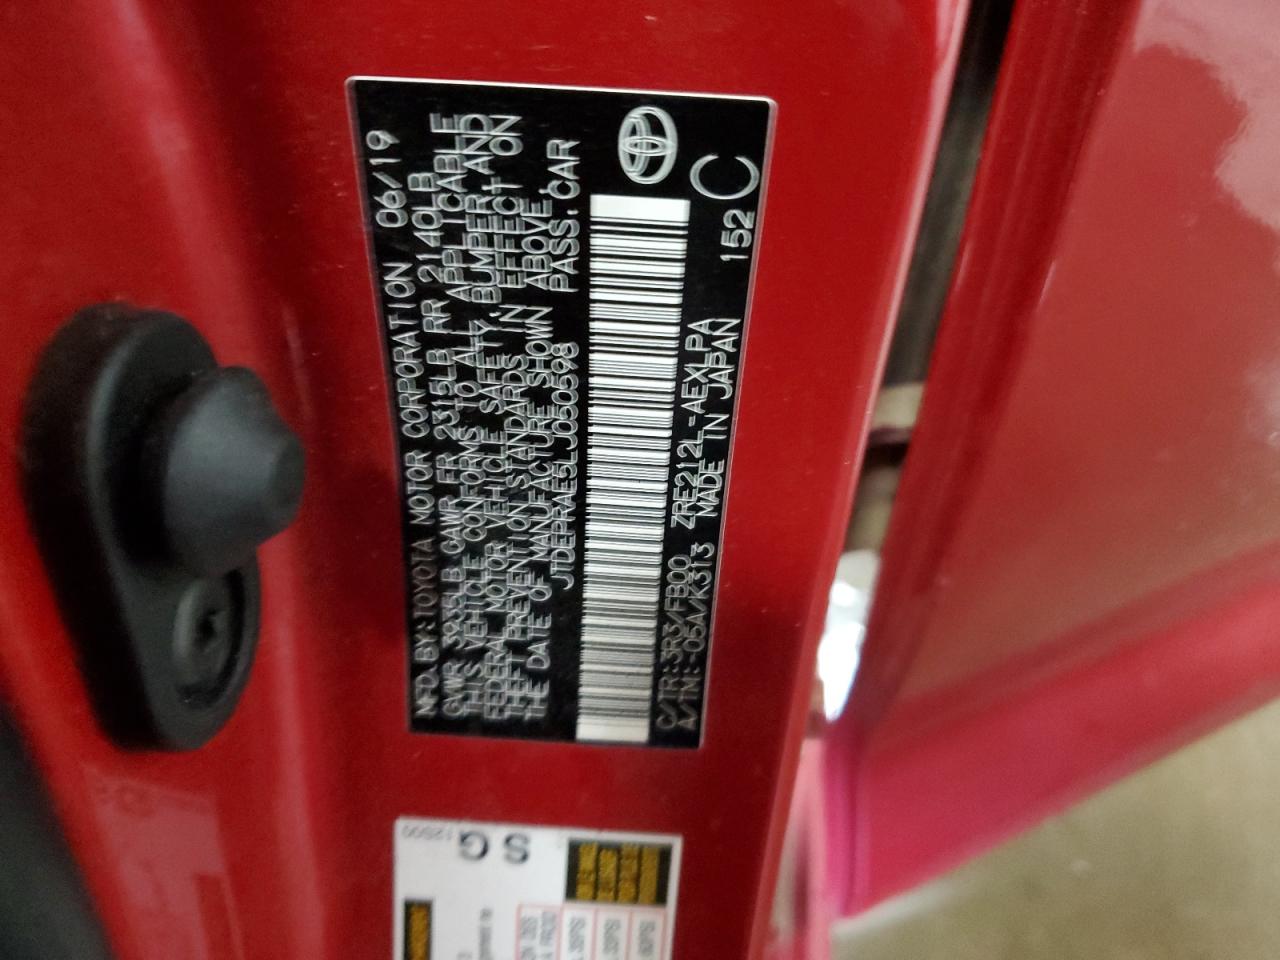 MFD. BY: TOYOTA MOTOR CORPORATION 06/19
GVWR 3935LB GAWR FR 2315LB RR 2140LB
THIS VEHICLE CONFORMS TO ALL APPLICABLE
FEDERAL MOTOR VEHICLE SAFETY, BUMPER AND
THEFT PREVENTION STANDARDS IN EFFECT ON
THE DATE OF MANUFACTURE SHOWN ABOVE.
JTDEPRAE5LJ050598 PASS. CAR
C/TR: 3R3/FB00 ZRE212L-AEXLPA 152
A/TM: -05A/K313 MADE IN JAPAN
C
S G
12500